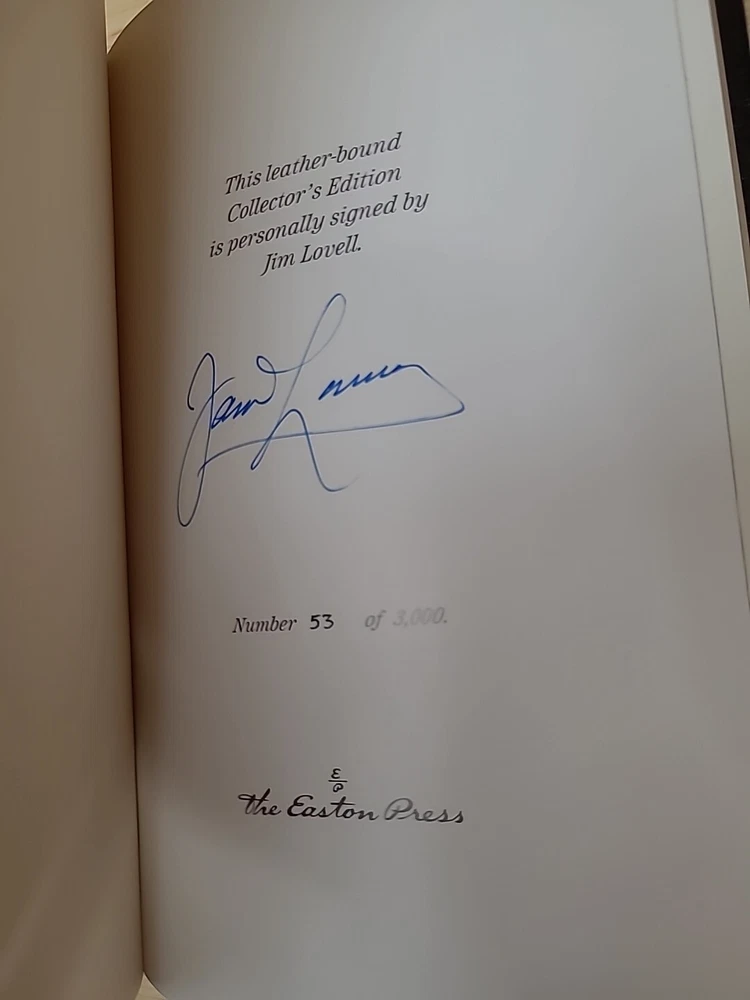 This leather-bound
Collector's Edition
is personally signed by
Jim Lovell.
Number 53 of 3,000.
the Easton Press